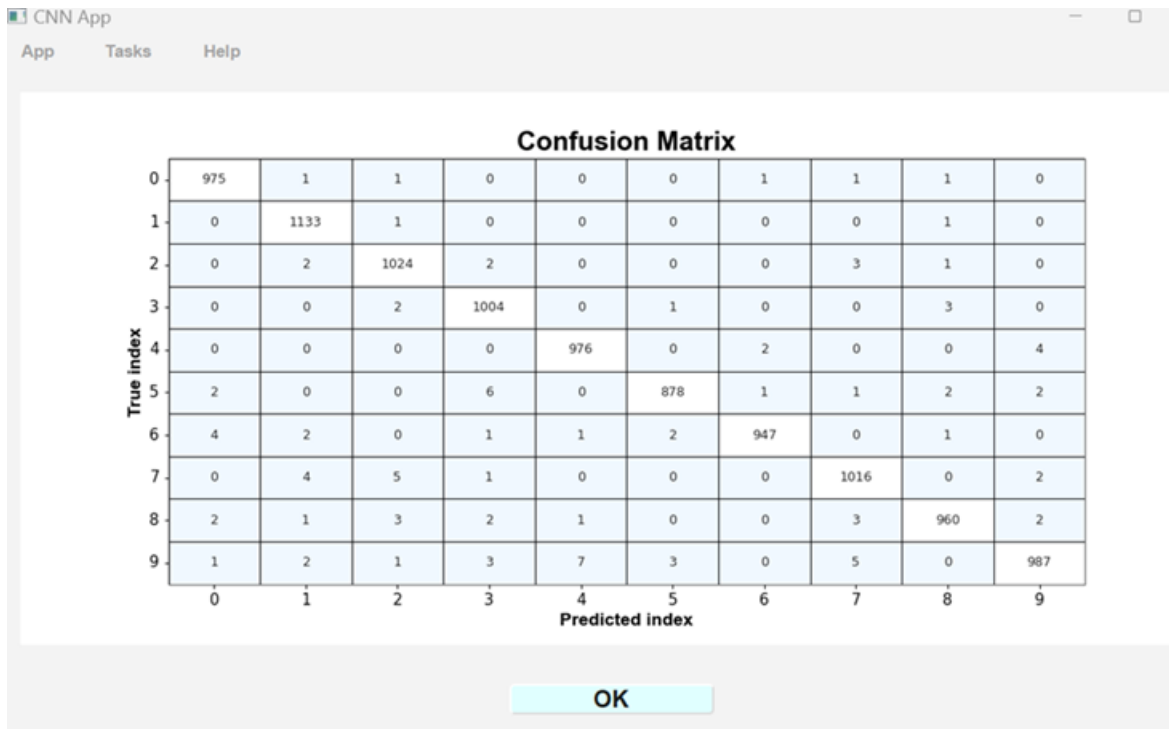 CNN App
App Tasks Help
Confusion Matrix
0 975 1 1 0 0 0 1 1 1 0
1 0 1133 1 0 0 0 0 0 1 0
2 0 2 1024 2 0 0 0 3 1 0
3 0 0 2 1004 0 1 0 0 3 0
4 0 0 0 0 976 0 2 0 0 4
5 2 0 0 6 0 878 1 1 2 2
6 4 2 0 1 1 2 947 0 1 0
7 0 4 5 1 0 0 0 1016 0 2
8 2 1 3 2 1 0 0 3 960 2
9 1 2 1 3 7 3 0 5 0 987
True index
0 1 2 3 4 5 6 7 8 9
Predicted index
OK